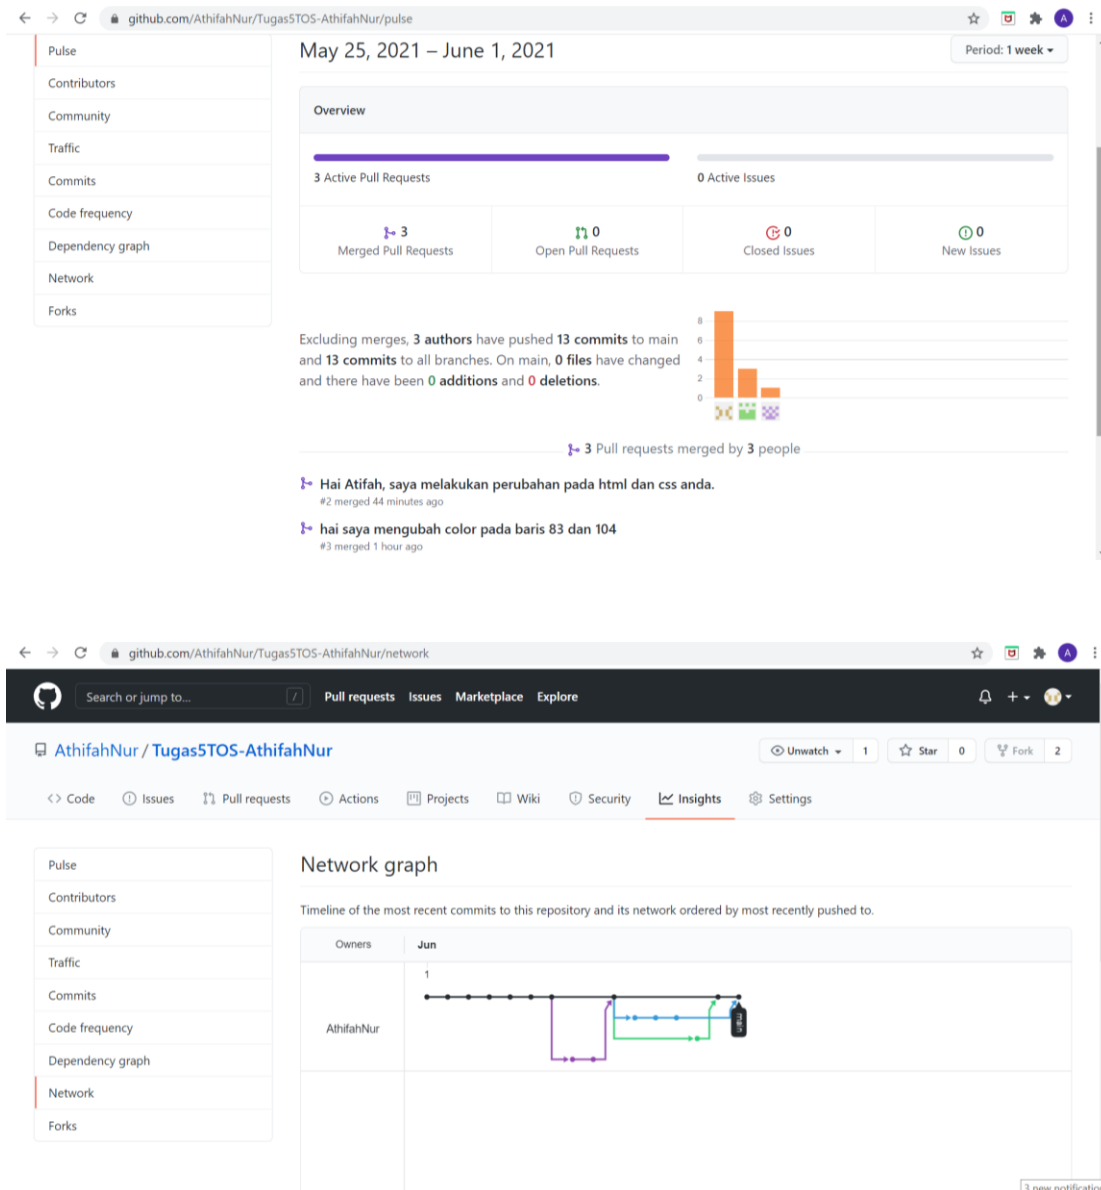 github.com/AthifahNur/Tugas5TOS-AthifahNur/pulse
A
Pulse
Contributors
Community
Traffic
Commits
Code frequency
Dependency graph
Network
Forks
May 25, 2021 – June 1, 2021
Period: 1 week
Overview
3 Active Pull Requests
0 Active Issues
3
Merged Pull Requests
0
Open Pull Requests
0
Closed Issues
0
New Issues
Excluding merges, 3 authors have pushed 13 commits to main
and 13 commits to all branches. On main, 0 files have changed
and there have been 0 additions and 0 deletions.
8
6
4
2
0
3 Pull requests merged by 3 people
Hai Atifah, saya melakukan perubahan pada html dan css anda.
#2 merged 44 minutes ago
hai saya mengubah color pada baris 83 dan 104
#3 merged 1 hour ago
github.com/AthifahNur/Tugas5TOS-AthifahNur/network
A
Search or jump to...
/
Pull requests Issues Marketplace Explore
AthifahNur / Tugas5TOS-AthifahNur
Unwatch 1
Star 0
Fork 2
Code Issues Pull requests Actions Projects Wiki Security Insights Settings
Pulse
Contributors
Community
Traffic
Commits
Code frequency
Dependency graph
Network
Forks
Network graph
Timeline of the most recent commits to this repository and its network ordered by most recently pushed to.
Owners
Jun
1
AthifahNur
main
3 new notificatio